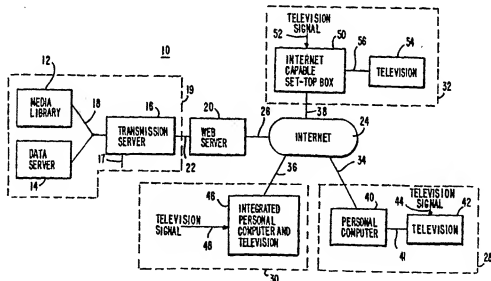 10
12
MEDIA
LIBRARY
18
DATA
SERVER
14
16
TRANSMISSION
SERVER
17
19
20
WEB
SERVER
22
26
TELEVISION
SIGNAL
52
50
INTERNET
CAPABLE
SET-TOP BOX
56
54
TELEVISION
32
38
INTERNET
24
36
34
46
TELEVISION
SIGNAL
48
INTEGRATED
PERSONAL
COMPUTER
AND
TELEVISION
30
40
PERSONAL
COMPUTER
41
TELEVISION
SIGNAL
44
42
TELEVISION
28